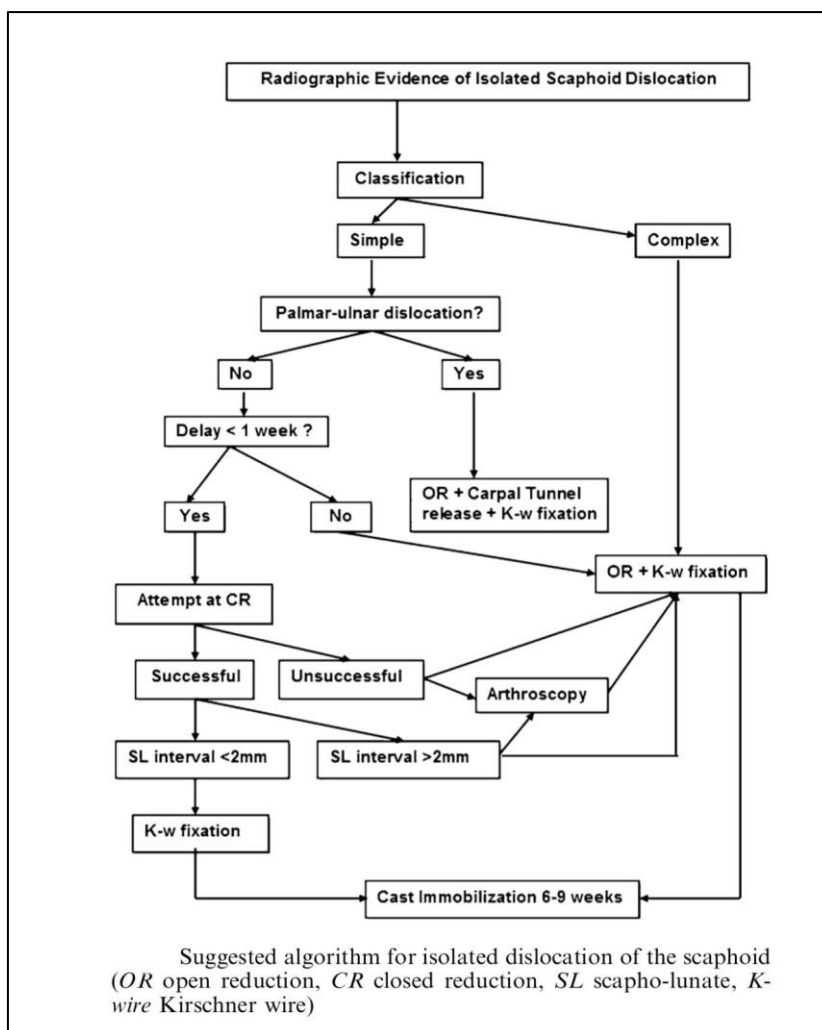 Radiographic Evidence of Isolated Scaphoid Dislocation
Classification
Simple
Complex
Palmar-ulnar dislocation?
No
Yes
Delay < 1 week ?
OR + Carpal Tunnel
release + K-w fixation
Yes
No
OR + K-w fixation
Attempt at CR
Successful
Unsuccessful
Arthroscopy
SL interval <2mm
SL interval >2mm
K-w fixation
Cast Immobilization 6-9 weeks
Suggested algorithm for isolated dislocation of the scaphoid
(OR open reduction, CR closed reduction, SL scapho-lunate, K-
wire Kirschner wire)